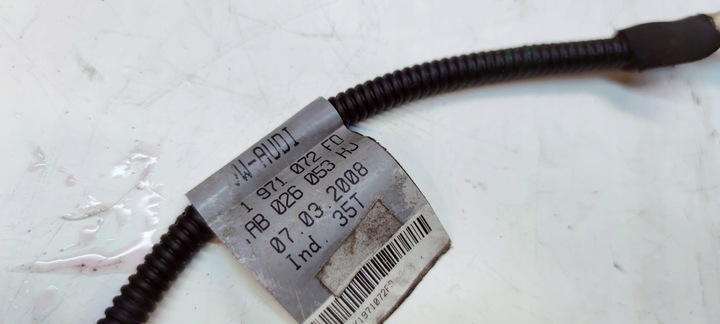 VW-AUDI
1 971 072 FD
AB 026 053 HJ
07.03.2008
Ind. 35T